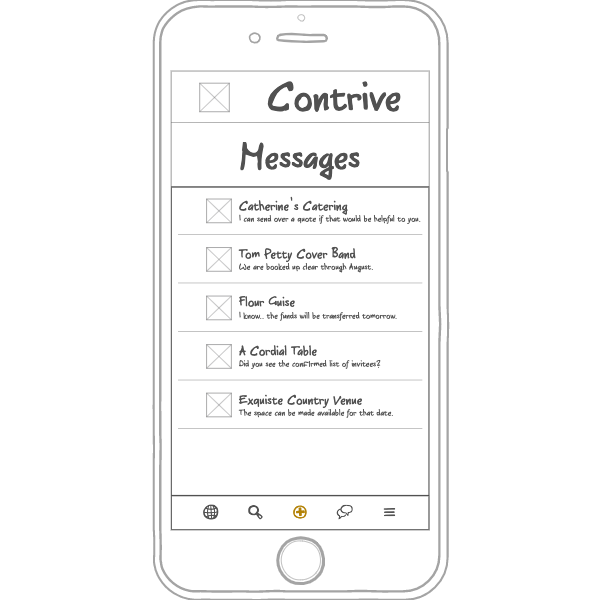 Contrive
Messages
Catherine's Catering
I can send over a quote if that would be helpful to you.
Tom Petty Cover Band
We are booked up clear through August.
Flour Guise
I know.. the funds will be transferred tomorrow.
A Cordial Table
Did you see the confirmed list of invitees?
Exquiste Country Venue
The space can be made available for that date.